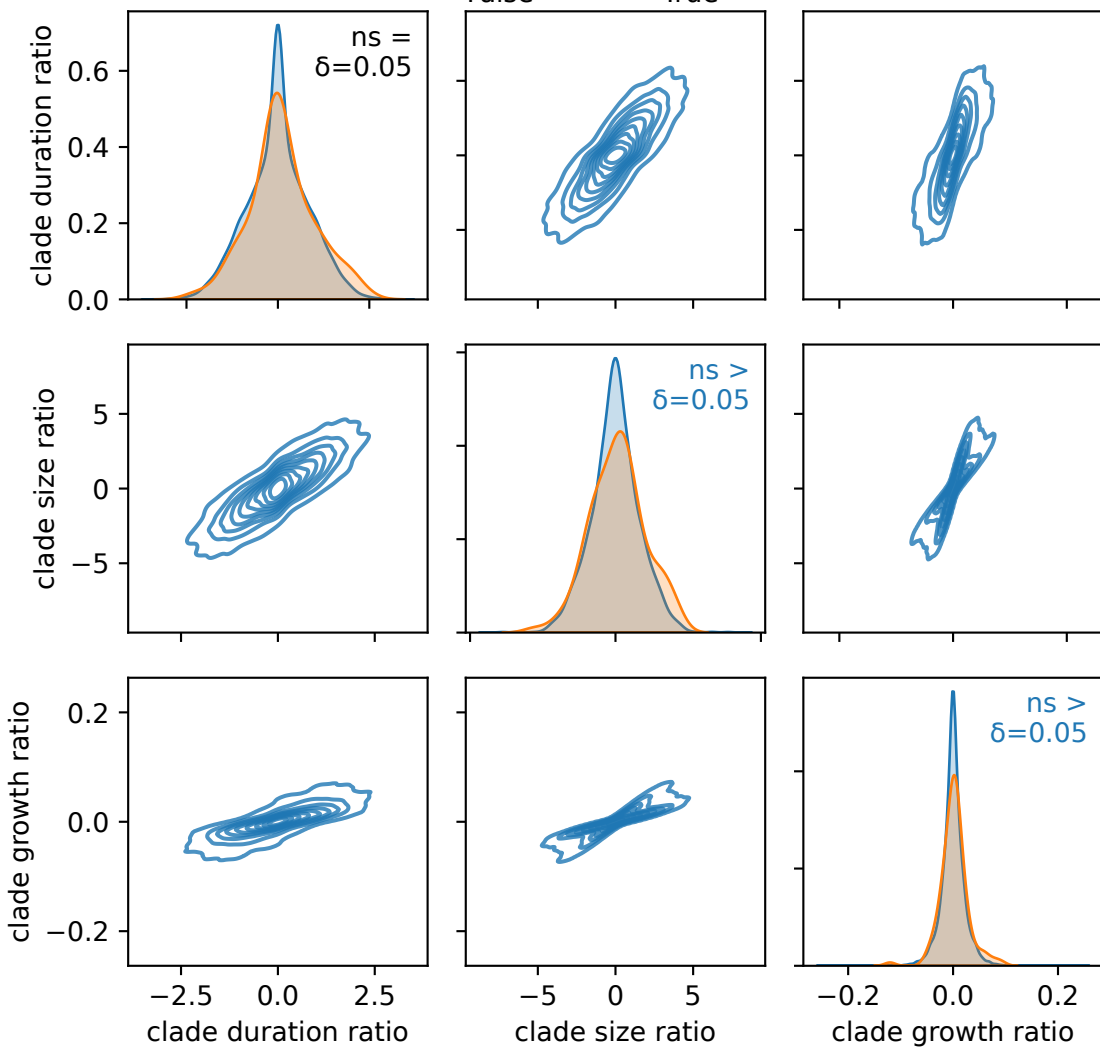 clade duration ratio
0.6
0.4
0.2
0.0
ns =
δ=0.05
clade size ratio
5
0
−5
ns >
δ=0.05
clade growth ratio
0.2
0.0
−0.2
ns >
δ=0.05
−2.5 0.0 2.5
−5 0 5
−0.2 0.0 0.2
clade duration ratio
clade size ratio
clade growth ratio